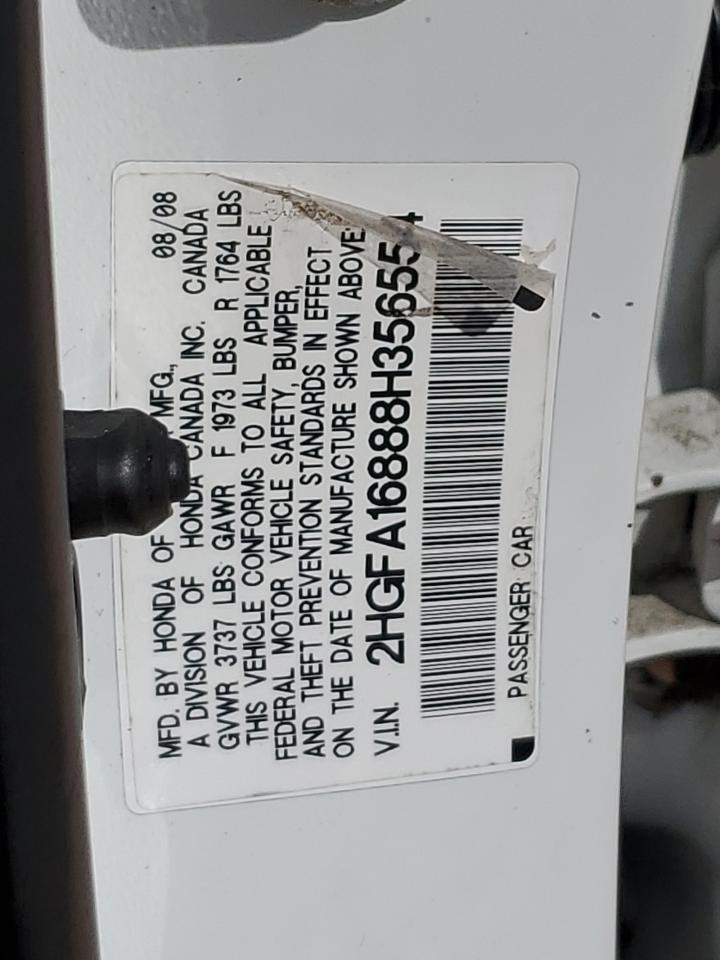 MFD. BY HONDA OF MFG., 08/08
A DIVISION OF HONDA CANADA INC. CANADA
GVWR 3737 LBS GAWR F 1973 LBS R 1764 LBS
THIS VEHICLE CONFORMS TO ALL APPLICABLE
FEDERAL MOTOR VEHICLE SAFETY, BUMPER,
AND THEFT PREVENTION STANDARDS IN EFFECT
ON THE DATE OF MANUFACTURE SHOWN ABOVE.
V.I.N. 2HGFA16888H356554
PASSENGER CAR